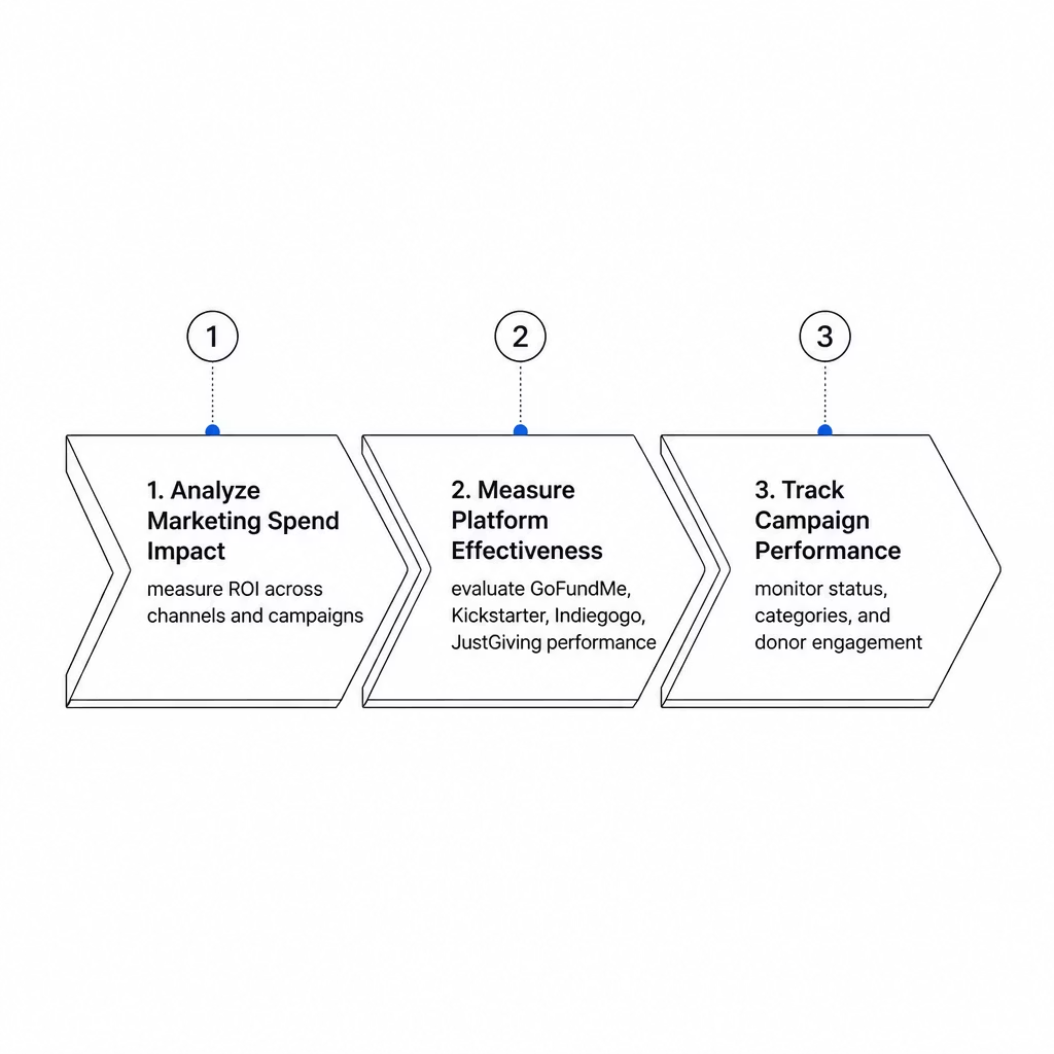 1
2
3
1. Analyze
Marketing Spend
Impact
measure ROI across
channels and campaigns
2. Measure
Platform
Effectiveness
evaluate GoFundMe,
Kickstarter, Indiegogo,
JustGiving performance
3. Track
Campaign
Performance
monitor status,
categories, and
donor engagement